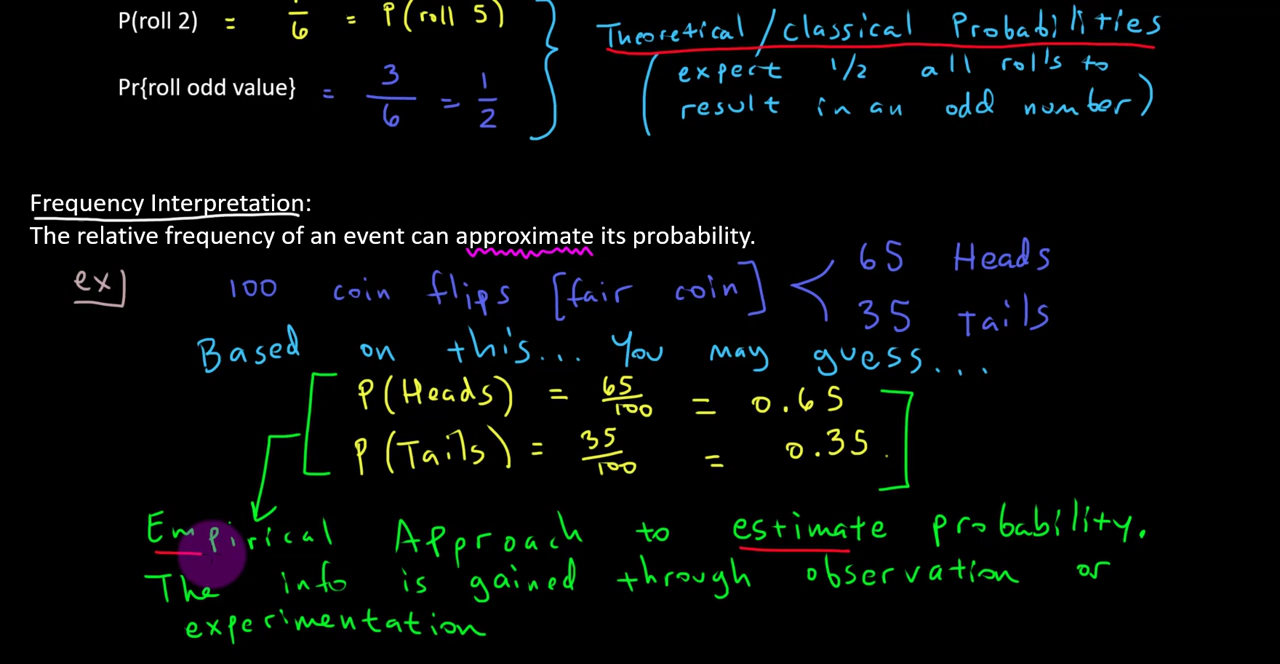 P(roll 2) = 1/6 = P(roll 5)
Theoretical/classical Probabilities
Pr{roll odd value} = 3/6 = 1/2
(expect 1/2 all rolls to
result in an odd number)
Frequency Interpretation:
The relative frequency of an event can approximate its probability.
ex]
100 coin flips [fair coin] < 65 Heads
35 Tails
Based on this... You may guess...
P(Heads) = 65/100 = 0.65
P(Tails) = 35/100 = 0.35
Empirical Approach to estimate probability.
The info is gained through observation or
experimentation